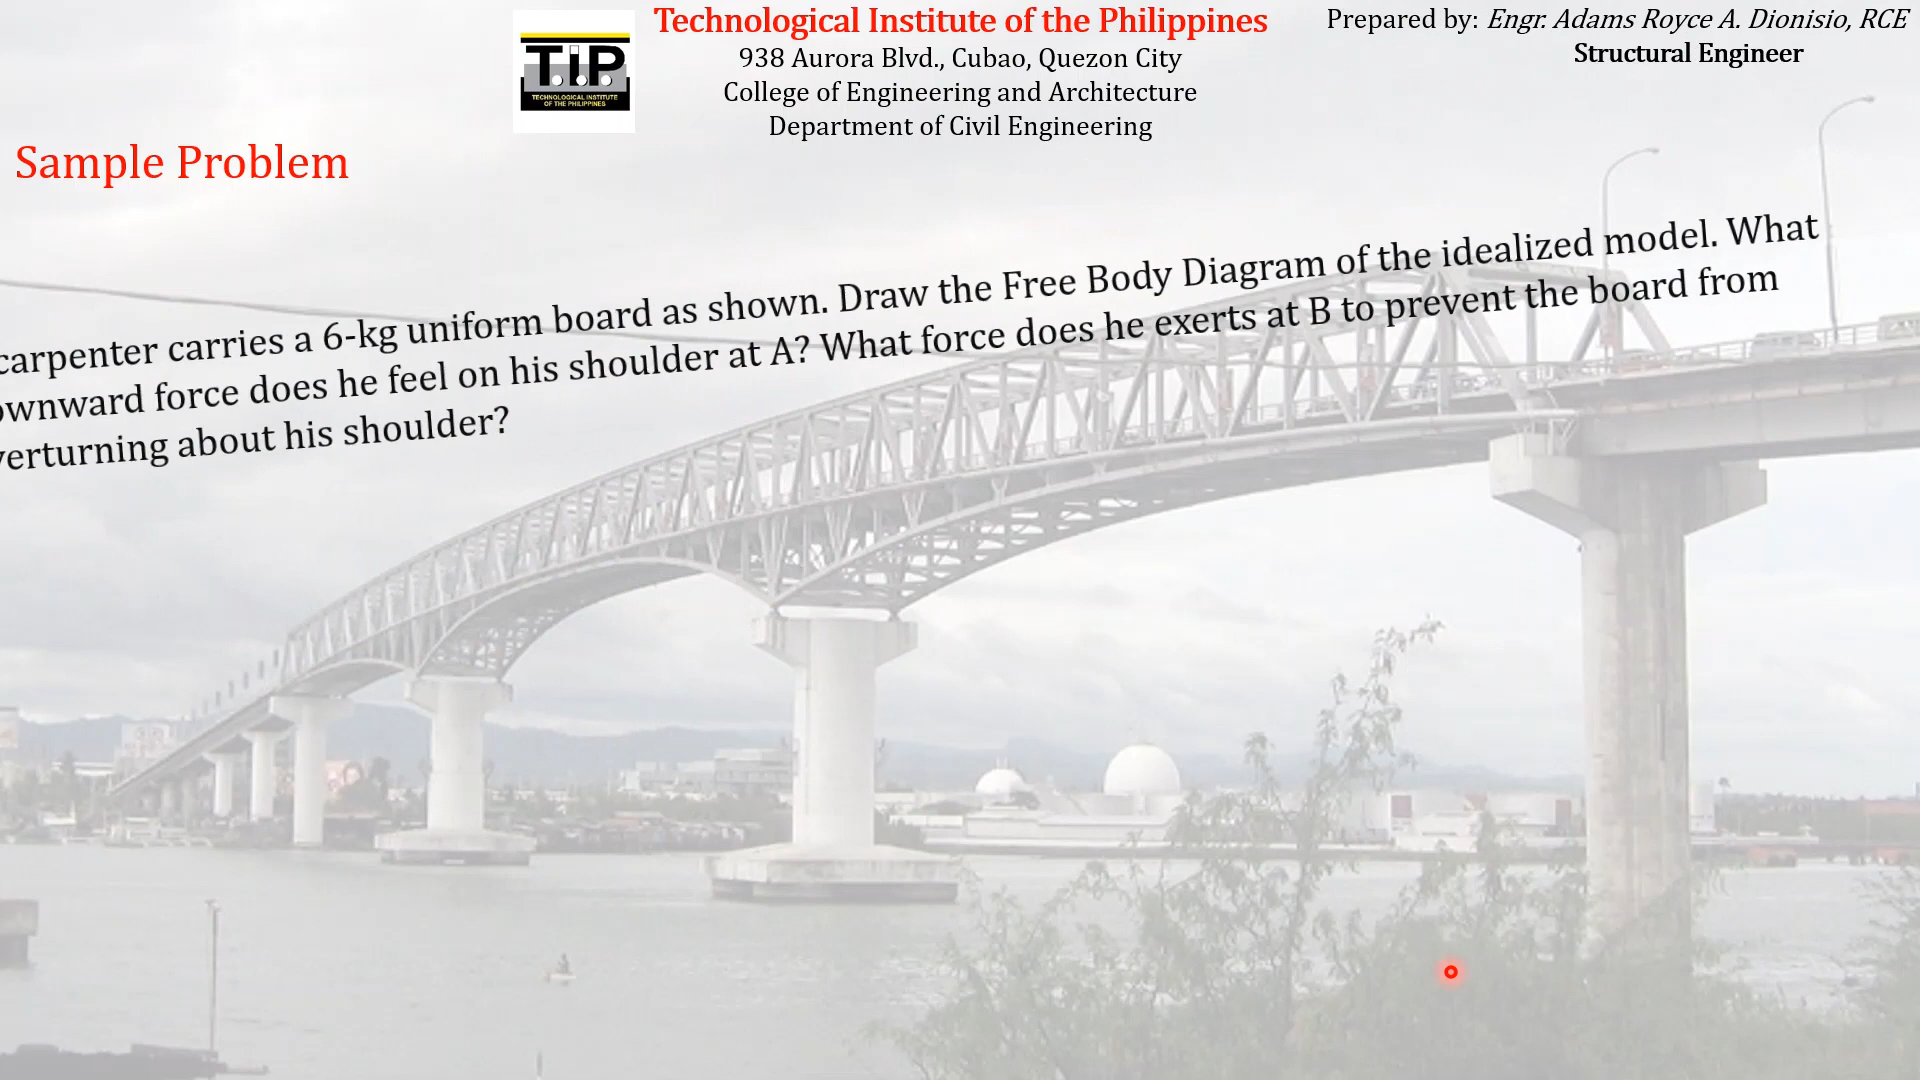 Technological Institute of the Philippines
938 Aurora Blvd., Cubao, Quezon City
College of Engineering and Architecture
Department of Civil Engineering
Prepared by: Engr. Adams Royce A. Dionisio, RCE
Structural Engineer
T.I.P
TECHNOLOGICAL INSTITUTE
OF THE PHILIPPINES
Sample Problem
carpenter carries a 6-kg uniform board as shown. Draw the Free Body Diagram of the idealized model. What
ownward force does he feel on his shoulder at A? What force does he exerts at B to prevent the board from
verturning about his shoulder?